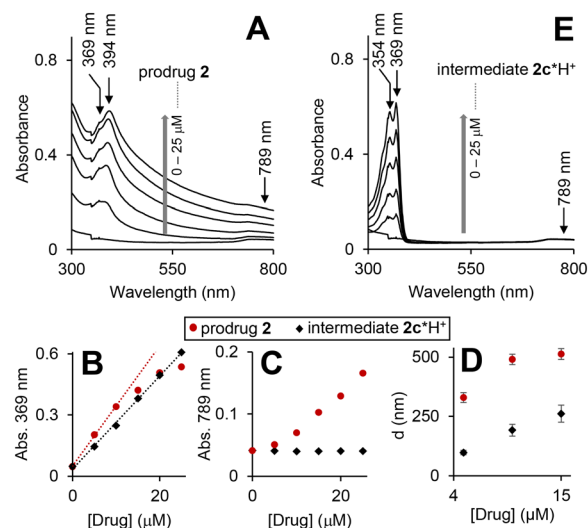 A
369 nm
394 nm
prodrug 2
0 – 25 µM
789 nm
Absorbance
0.8
0.4
0
300
550
800
Wavelength (nm)
E
354 nm
369 nm
intermediate 2c*H⁺
0 – 25 µM
789 nm
Absorbance
0.8
0.4
0
300
550
800
Wavelength (nm)
prodrug 2
intermediate 2c*H⁺
B
Abs. 369 nm
0.6
0.3
0.0
0
10
20
[Drug] (µM)
C
Abs. 789 nm
0.2
0.1
0
0
10
20
[Drug] (µM)
D
d (nm)
500
250
0
4
15
[Drug] (µM)